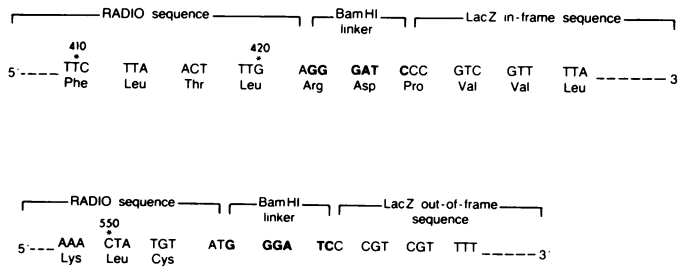 RADIO sequence BamHI linker LacZ in-frame sequence
410 420
5'---- TTC TTA ACT TTG AGG GAT CCC GTC GTT TTA ------ 3
Phe Leu Thr Leu Arg Asp Pro Val Val Leu
RADIO sequence BamHI linker LacZ out-of-frame sequence
550
5'--- AAA CTA TGT ATG GGGA TCC CGT CGT TTT ------3'
Lys Leu Cys